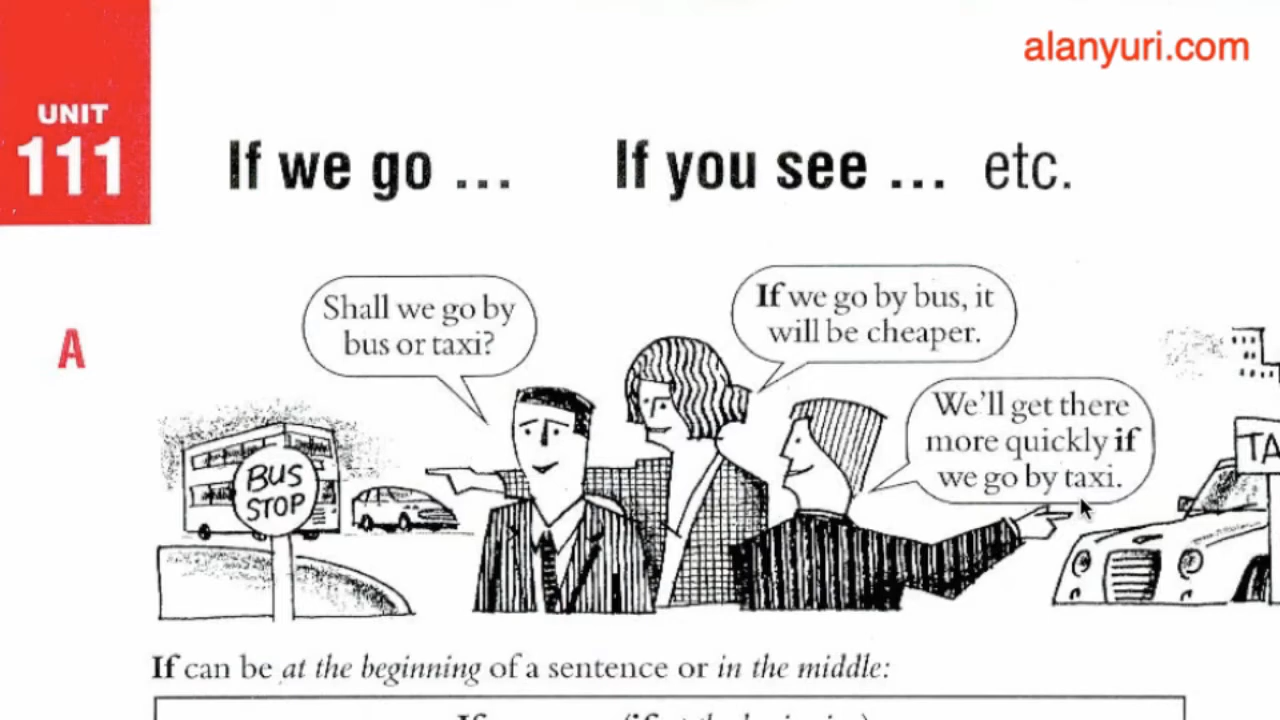 alanyuri.com
UNIT
111
If we go ... If you see ... etc.
A
Shall we go by
bus or taxi?
If we go by bus, it
will be cheaper.
We'll get there
more quickly if
we go by taxi.
BUS
STOP
TA
If can be at the beginning of a sentence or in the middle: